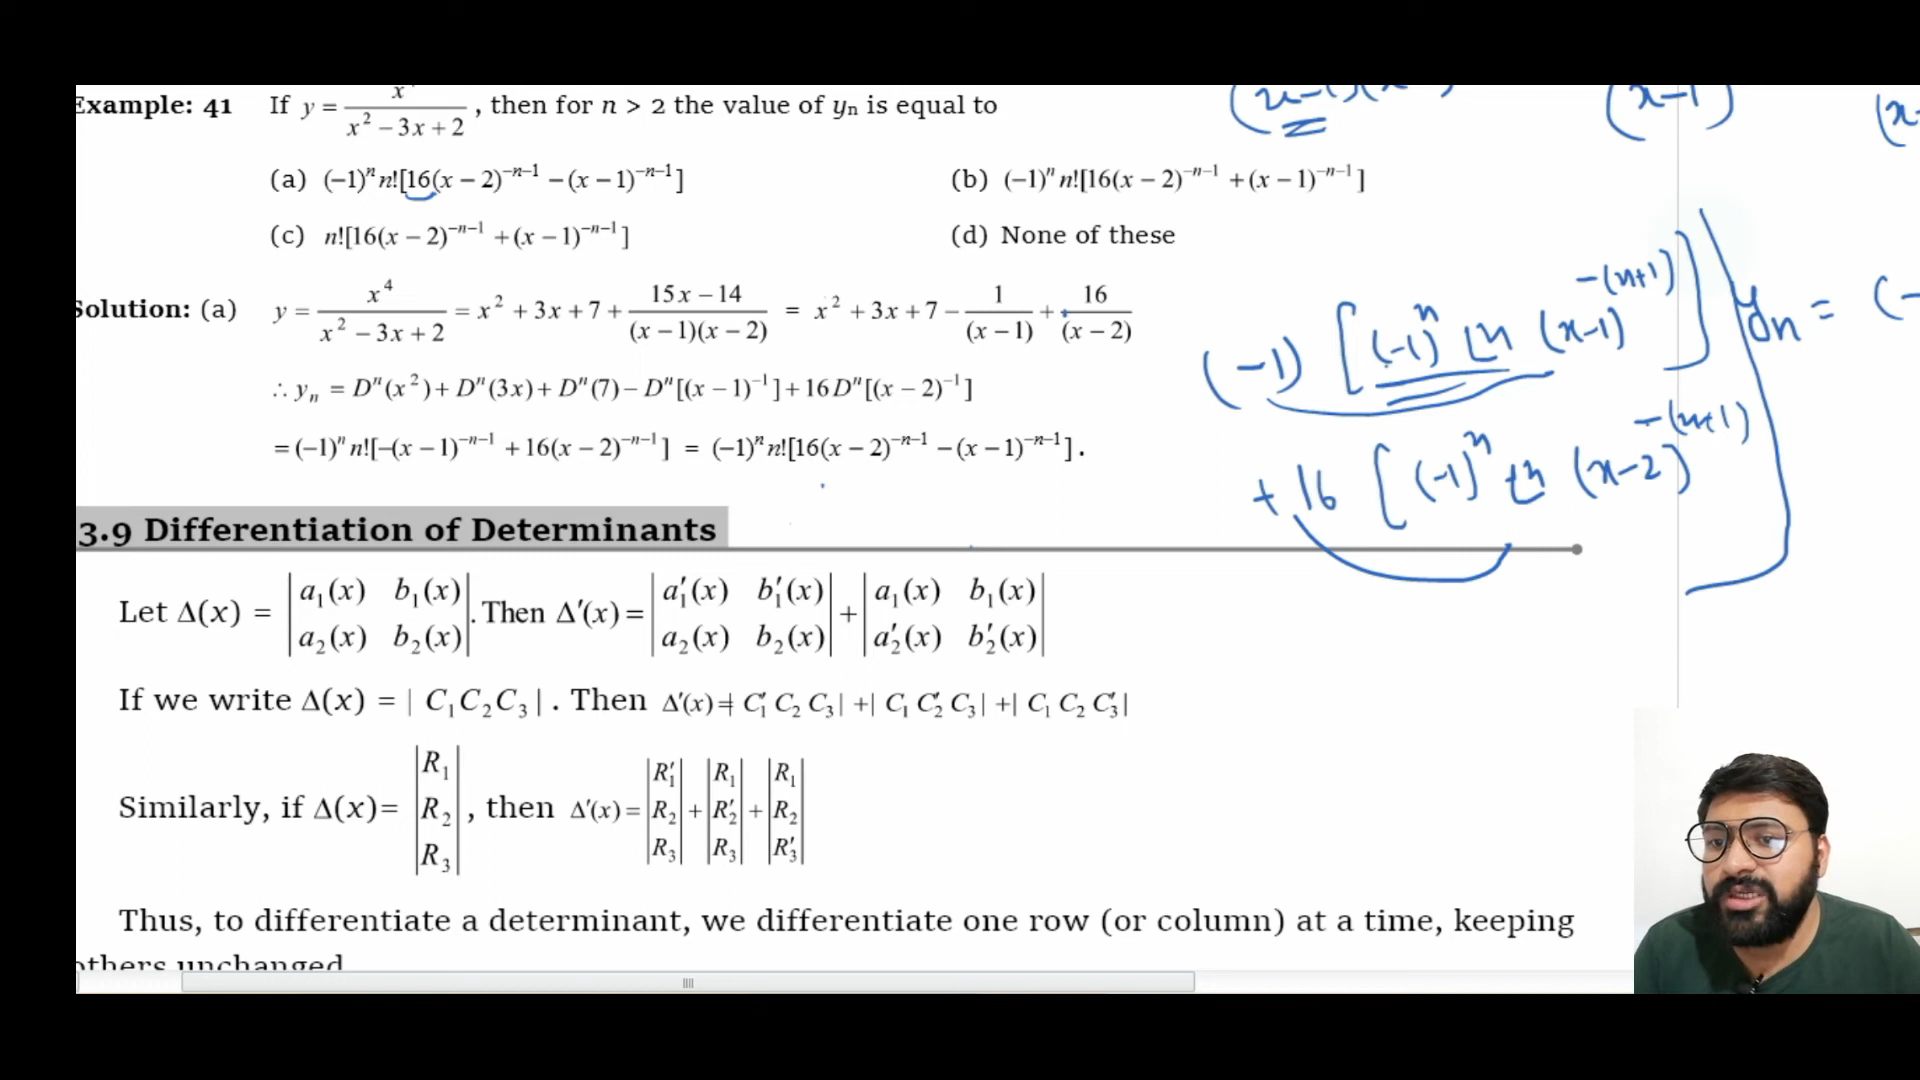 Example: 41 If y = x / (x² − 3x + 2) , then for n > 2 the value of yₙ is equal to
(a) (−1)ⁿ n![16(x − 2)⁻ⁿ⁻¹ − (x − 1)⁻ⁿ⁻¹]
(b) (−1)ⁿ n![16(x − 2)⁻ⁿ⁻¹ + (x − 1)⁻ⁿ⁻¹]
(c) n![16(x − 2)⁻ⁿ⁻¹ + (x − 1)⁻ⁿ⁻¹]
(d) None of these
Solution: (a) y = x⁴ / (x² − 3x + 2) = x² + 3x + 7 + (15x − 14) / ((x − 1)(x − 2)) = x² + 3x + 7 − 1 / (x − 1) + 16 / (x − 2)
∴ yₙ = Dⁿ(x²) + Dⁿ(3x) + Dⁿ(7) − Dⁿ[(x − 1)⁻¹] + 16 Dⁿ[(x − 2)⁻¹]
= (−1)ⁿ n![−(x − 1)⁻ⁿ⁻¹ + 16(x − 2)⁻ⁿ⁻¹] = (−1)ⁿ n![16(x − 2)⁻ⁿ⁻¹ − (x − 1)⁻ⁿ⁻¹].
(x−1)
(−1) [(−1)ⁿ ⌊n (x−1)^−(n+1)]
yn = (−
+ 16 [(−1)ⁿ ⌊n (x−2)^−(n+1)
3.9 Differentiation of Determinants
Let Δ(x) = |a₁(x) b₁(x); a₂(x) b₂(x)|. Then Δ′(x) = |a₁′(x) b₁′(x); a₂(x) b₂(x)| + |a₁(x) b₁(x); a₂′(x) b₂′(x)|
If we write Δ(x) = | C₁C₂C₃ | . Then Δ′(x) =| C₁′ C₂ C₃| +| C₁ C₂′ C₃| +| C₁ C₂ C₃′|
Similarly, if Δ(x)= |R₁; R₂; R₃| , then Δ′(x) = |R₁′; R₂; R₃| + |R₁; R₂′; R₃| + |R₁; R₂; R₃′|
Thus, to differentiate a determinant, we differentiate one row (or column) at a time, keeping
others unchanged